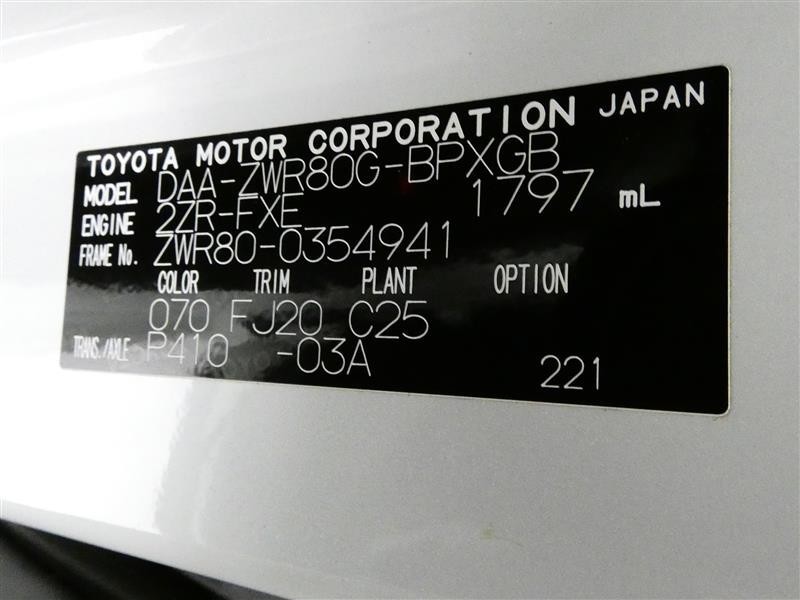 TOYOTA MOTOR CORPORATION JAPAN
MODEL DAA-ZWR80G-BPXGB
ENGINE 2ZR-FXE 1797 mL
FRAME No. ZWR80-0354941
COLOR TRIM PLANT OPTION
070 FJ20 C25
TRANS./AXLE P410 -03A
221